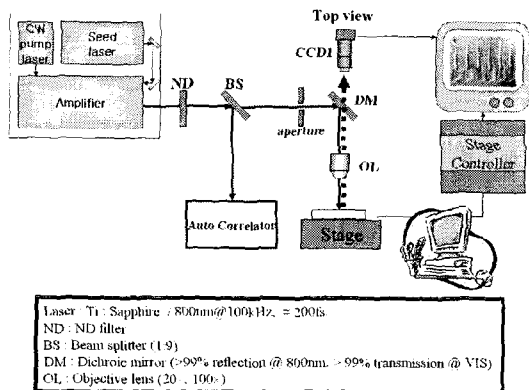 Top view
CW pump laser
Seed laser
CCD1
Amplifier
ND
BS
DM
aperture
OL
Stage Controller
Auto Correlator
Stage
Laser : Ti : Sapphire / 800nm@100kHz, = 200fs
ND : ND filter
BS : Beam splitter (1:9)
DM : Dichroic mirror (>99% reflection @ 800nm, > 99% transmission @ VIS)
OL : Objective lens (20×, 100×)